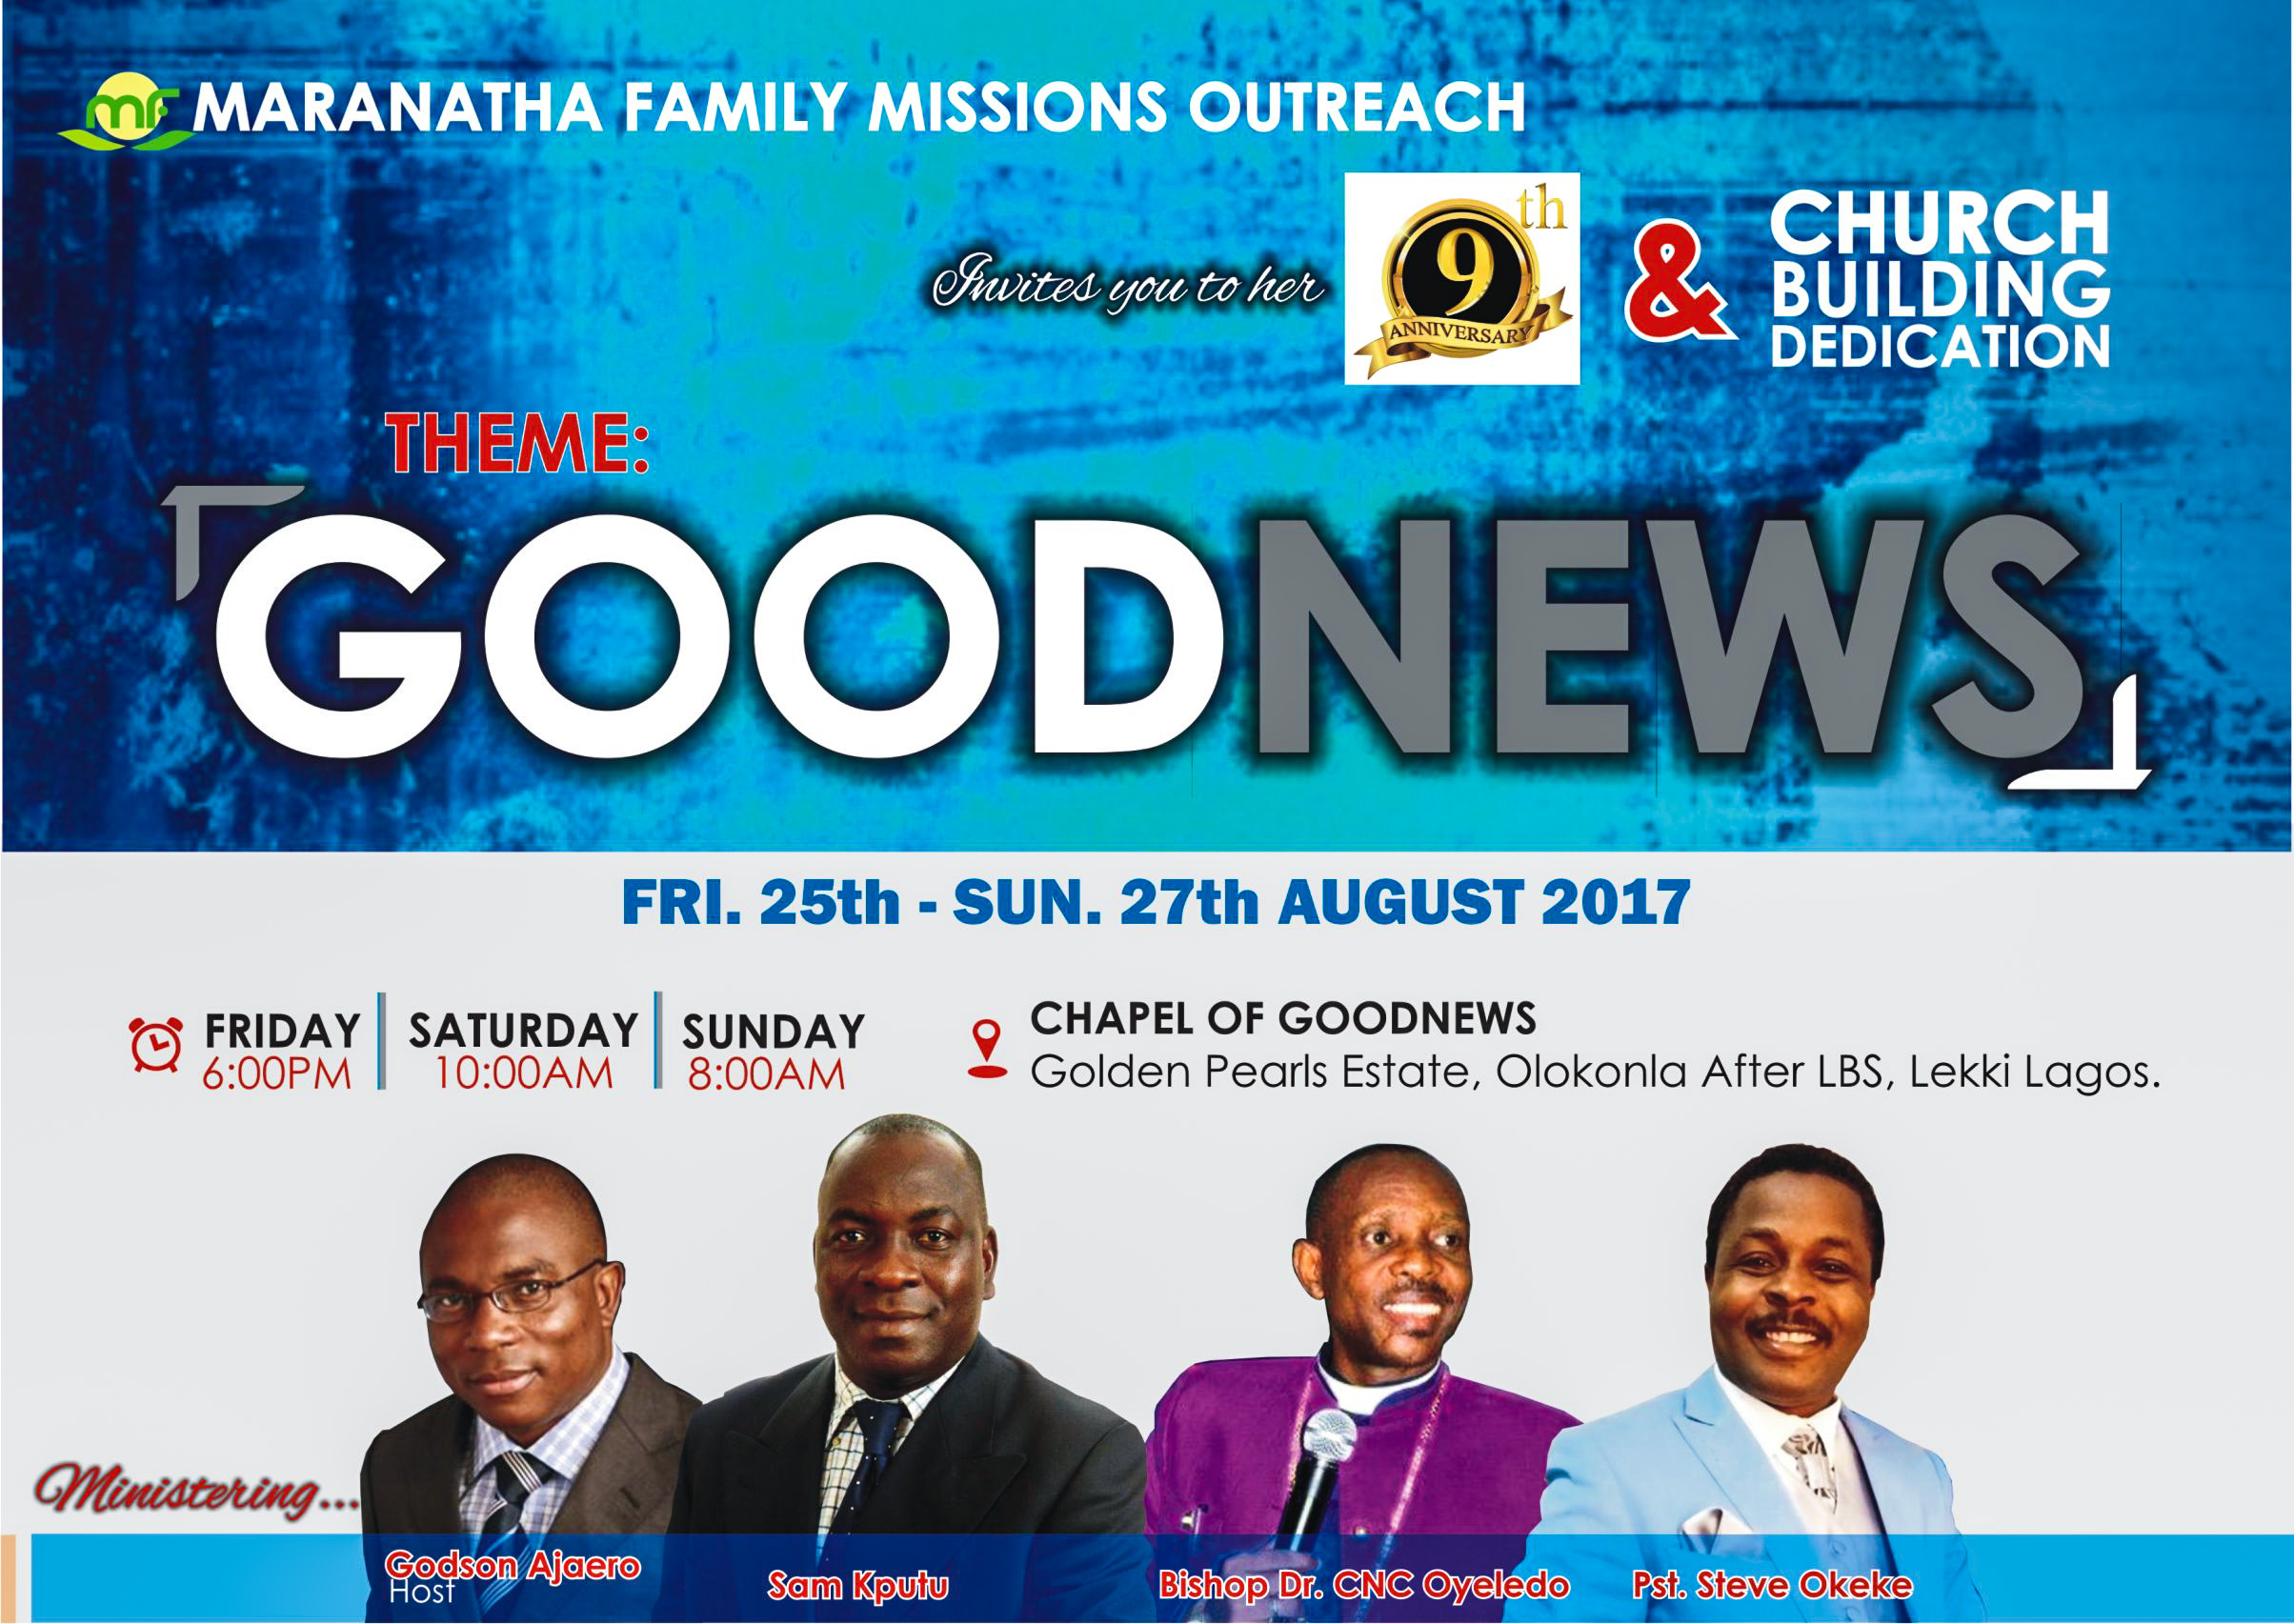 mf MARANATHA FAMILY MISSIONS OUTREACH
Invites you to her
9th
ANNIVERSARY
&
CHURCH
BUILDING
DEDICATION
THEME:
GOODNEWS
FRI. 25th - SUN. 27th AUGUST 2017
FRIDAY
6:00PM
SATURDAY
10:00AM
SUNDAY
8:00AM
CHAPEL OF GOODNEWS
Golden Pearls Estate, Olokonla After LBS, Lekki Lagos.
Ministering...
Godson Ajaero
Host
Sam Kputu
Bishop Dr. CNC Oyeledo
Pst. Steve Okeke